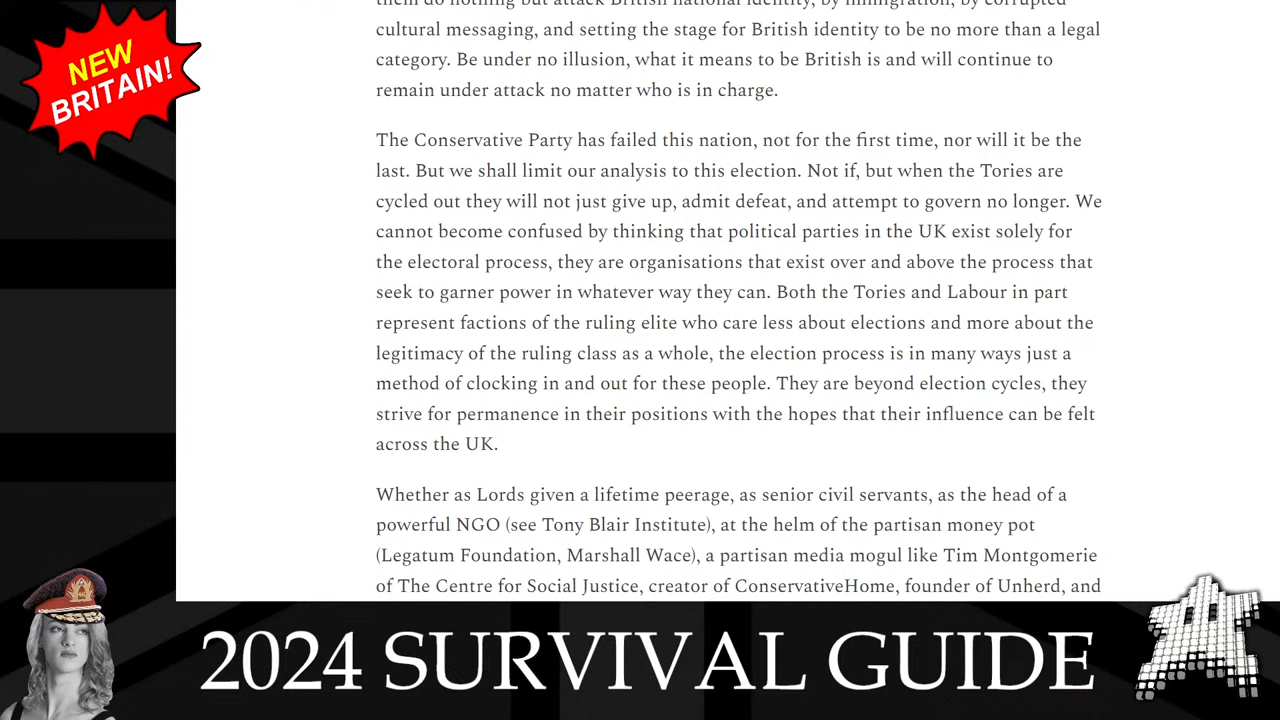 NEW
BRITAIN!
them do nothing but attack British national identity, by immigration, by corrupted
cultural messaging, and setting the stage for British identity to be no more than a legal
category. Be under no illusion, what it means to be British is and will continue to
remain under attack no matter who is in charge.
The Conservative Party has failed this nation, not for the first time, nor will it be the
last. But we shall limit our analysis to this election. Not if, but when the Tories are
cycled out they will not just give up, admit defeat, and attempt to govern no longer. We
cannot become confused by thinking that political parties in the UK exist solely for
the electoral process, they are organisations that exist over and above the process that
seek to garner power in whatever way they can. Both the Tories and Labour in part
represent factions of the ruling elite who care less about elections and more about the
legitimacy of the ruling class as a whole, the election process is in many ways just a
method of clocking in and out for these people. They are beyond election cycles, they
strive for permanence in their positions with the hopes that their influence can be felt
across the UK.
Whether as Lords given a lifetime peerage, as senior civil servants, as the head of a
powerful NGO (see Tony Blair Institute), at the helm of the partisan money pot
(Legatum Foundation, Marshall Wace), a partisan media mogul like Tim Montgomerie
of The Centre for Social Justice, creator of ConservativeHome, founder of Unherd, and
2024 SURVIVAL GUIDE